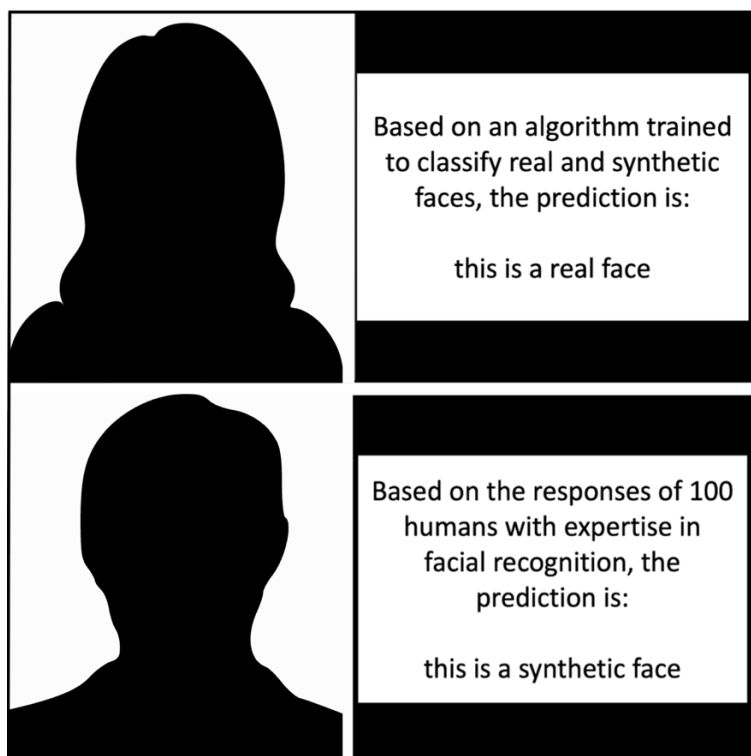 Based on an algorithm trained
to classify real and synthetic
faces, the prediction is:
this is a real face
Based on the responses of 100
humans with expertise in
facial recognition, the
prediction is:
this is a synthetic face